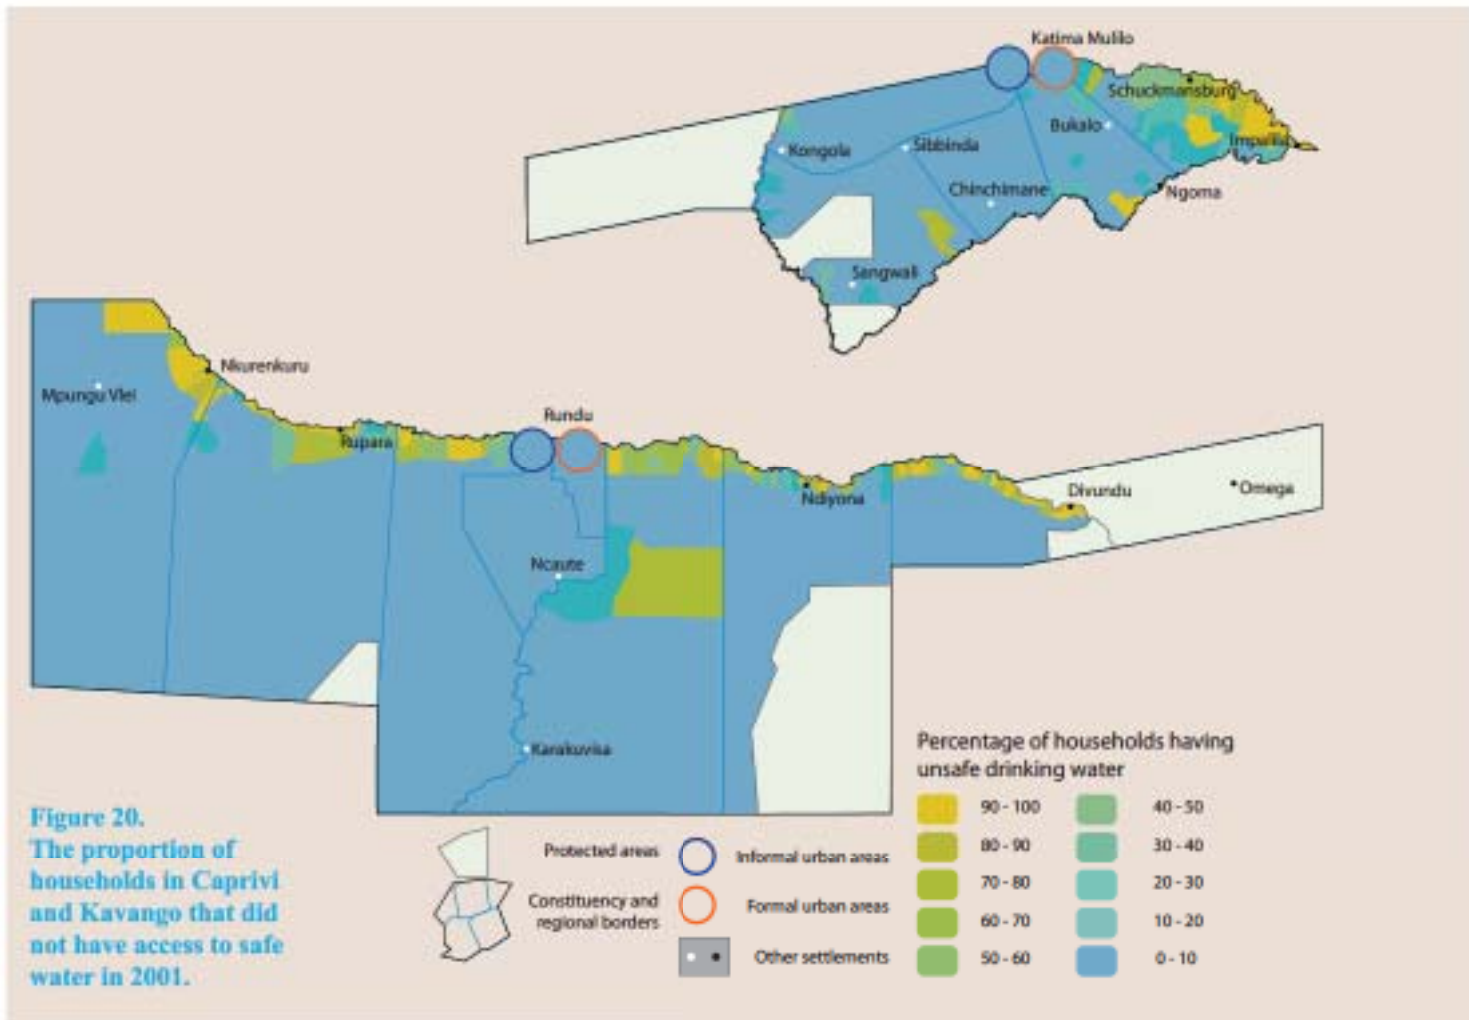 Katima Mulilo
Schuckmansburg
Bukalo
Impalila
Kongola
Sibbinda
Chinchimane
Ngoma
Sangwali
Nkurenkuru
Mpungu Vlei
Rundu
Rupara
Ndiyona
Divundu
Omega
Ncaute
Karakuvisa
Percentage of households having
unsafe drinking water
90 - 100
80 - 90
70 - 80
60 - 70
50 - 60
40 - 50
30 - 40
20 - 30
10 - 20
0 - 10
Protected areas
Constituency and
regional borders
Informal urban areas
Formal urban areas
Other settlements
Figure 20.
The proportion of
households in Caprivi
and Kavango that did
not have access to safe
water in 2001.